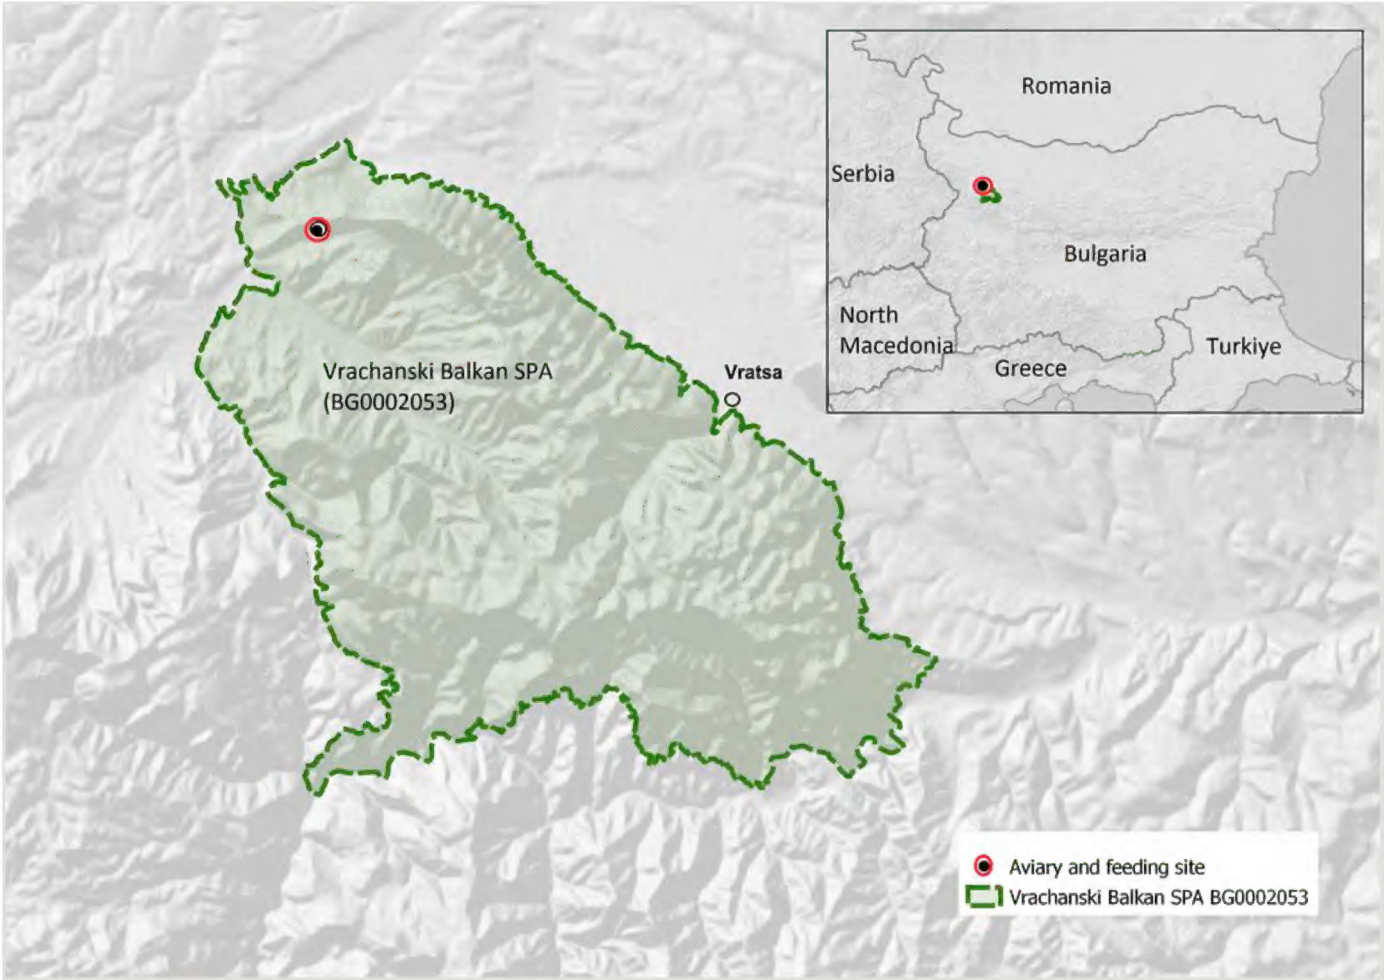 Romania
Serbia
Bulgaria
North
Macedonia
Greece
Turkiye
Vrachanski Balkan SPA
(BG0002053)
Vratsa
Aviary and feeding site
Vrachanski Balkan SPA BG0002053